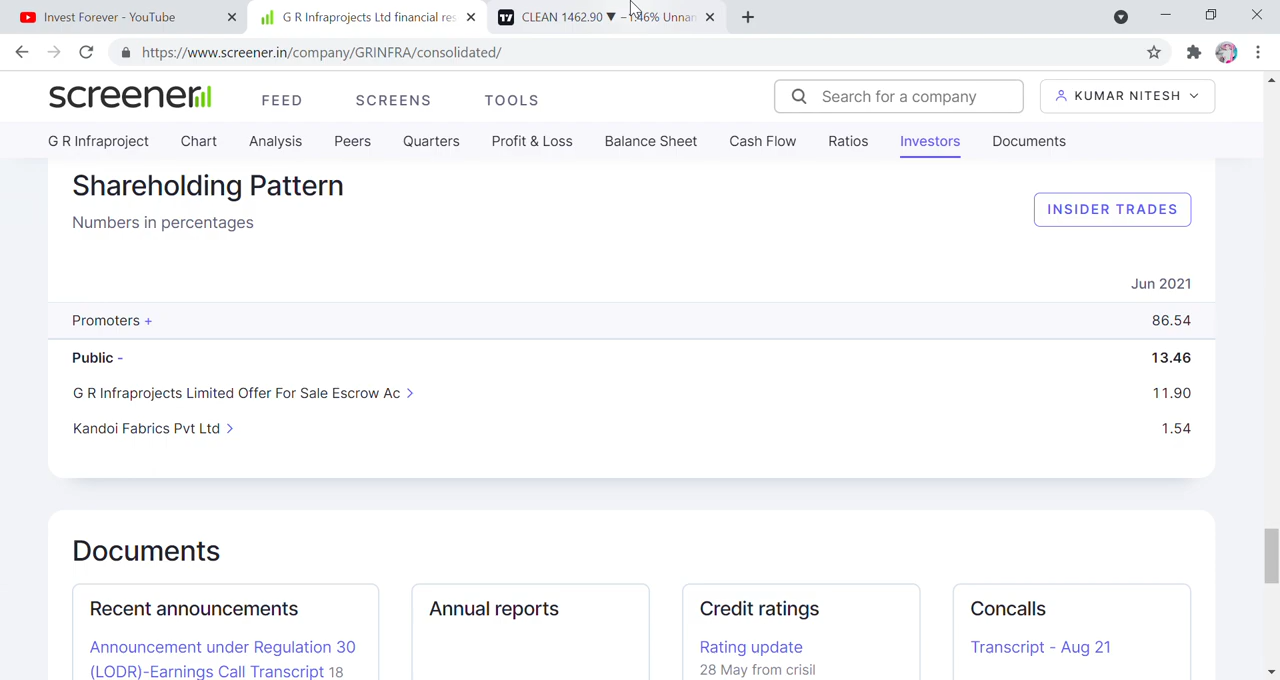 Invest Forever - YouTube
G R Infraprojects Ltd financial res
CLEAN 1462.90 ▼ −1.46% Unnan
https://www.screener.in/company/GRINFRA/consolidated/
screener
FEED
SCREENS
TOOLS
Search for a company
KUMAR NITESH
G R Infraproject
Chart
Analysis
Peers
Quarters
Profit & Loss
Balance Sheet
Cash Flow
Ratios
Investors
Documents
Shareholding Pattern
Numbers in percentages
INSIDER TRADES
Jun 2021
Promoters + 86.54
Public - 13.46
G R Infraprojects Limited Offer For Sale Escrow Ac > 11.90
Kandoi Fabrics Pvt Ltd > 1.54
Documents
Recent announcements
Announcement under Regulation 30
(LODR)-Earnings Call Transcript 18
Annual reports
Credit ratings
Rating update
28 May from crisil
Concalls
Transcript - Aug 21